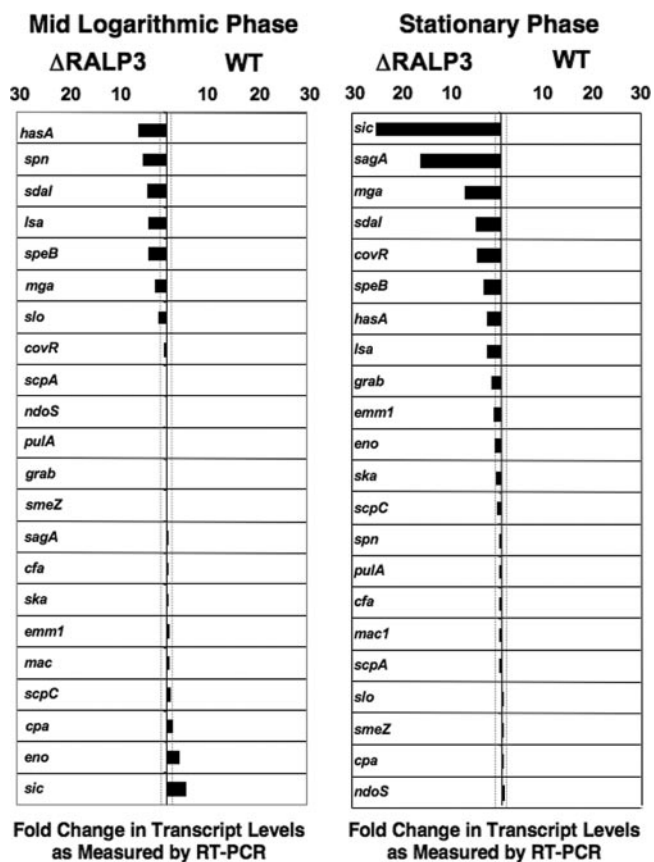 Mid Logarithmic Phase
ΔRALP3 WT
30 20 10 10 20 30
hasA
spn
sdaI
lsa
speB
mga
slo
covR
scpA
ndoS
pulA
grab
smeZ
sagA
cfa
ska
emm1
mac
scpC
cpa
eno
sic
Fold Change in Transcript Levels
as Measured by RT-PCR
Stationary Phase
ΔRALP3 WT
30 20 10 10 20 30
sic
sagA
mga
sdaI
covR
speB
hasA
lsa
grab
emm1
eno
ska
scpC
spn
pulA
cfa
mac1
scpA
slo
smeZ
cpa
ndoS
Fold Change in Transcript Levels
as Measured by RT-PCR